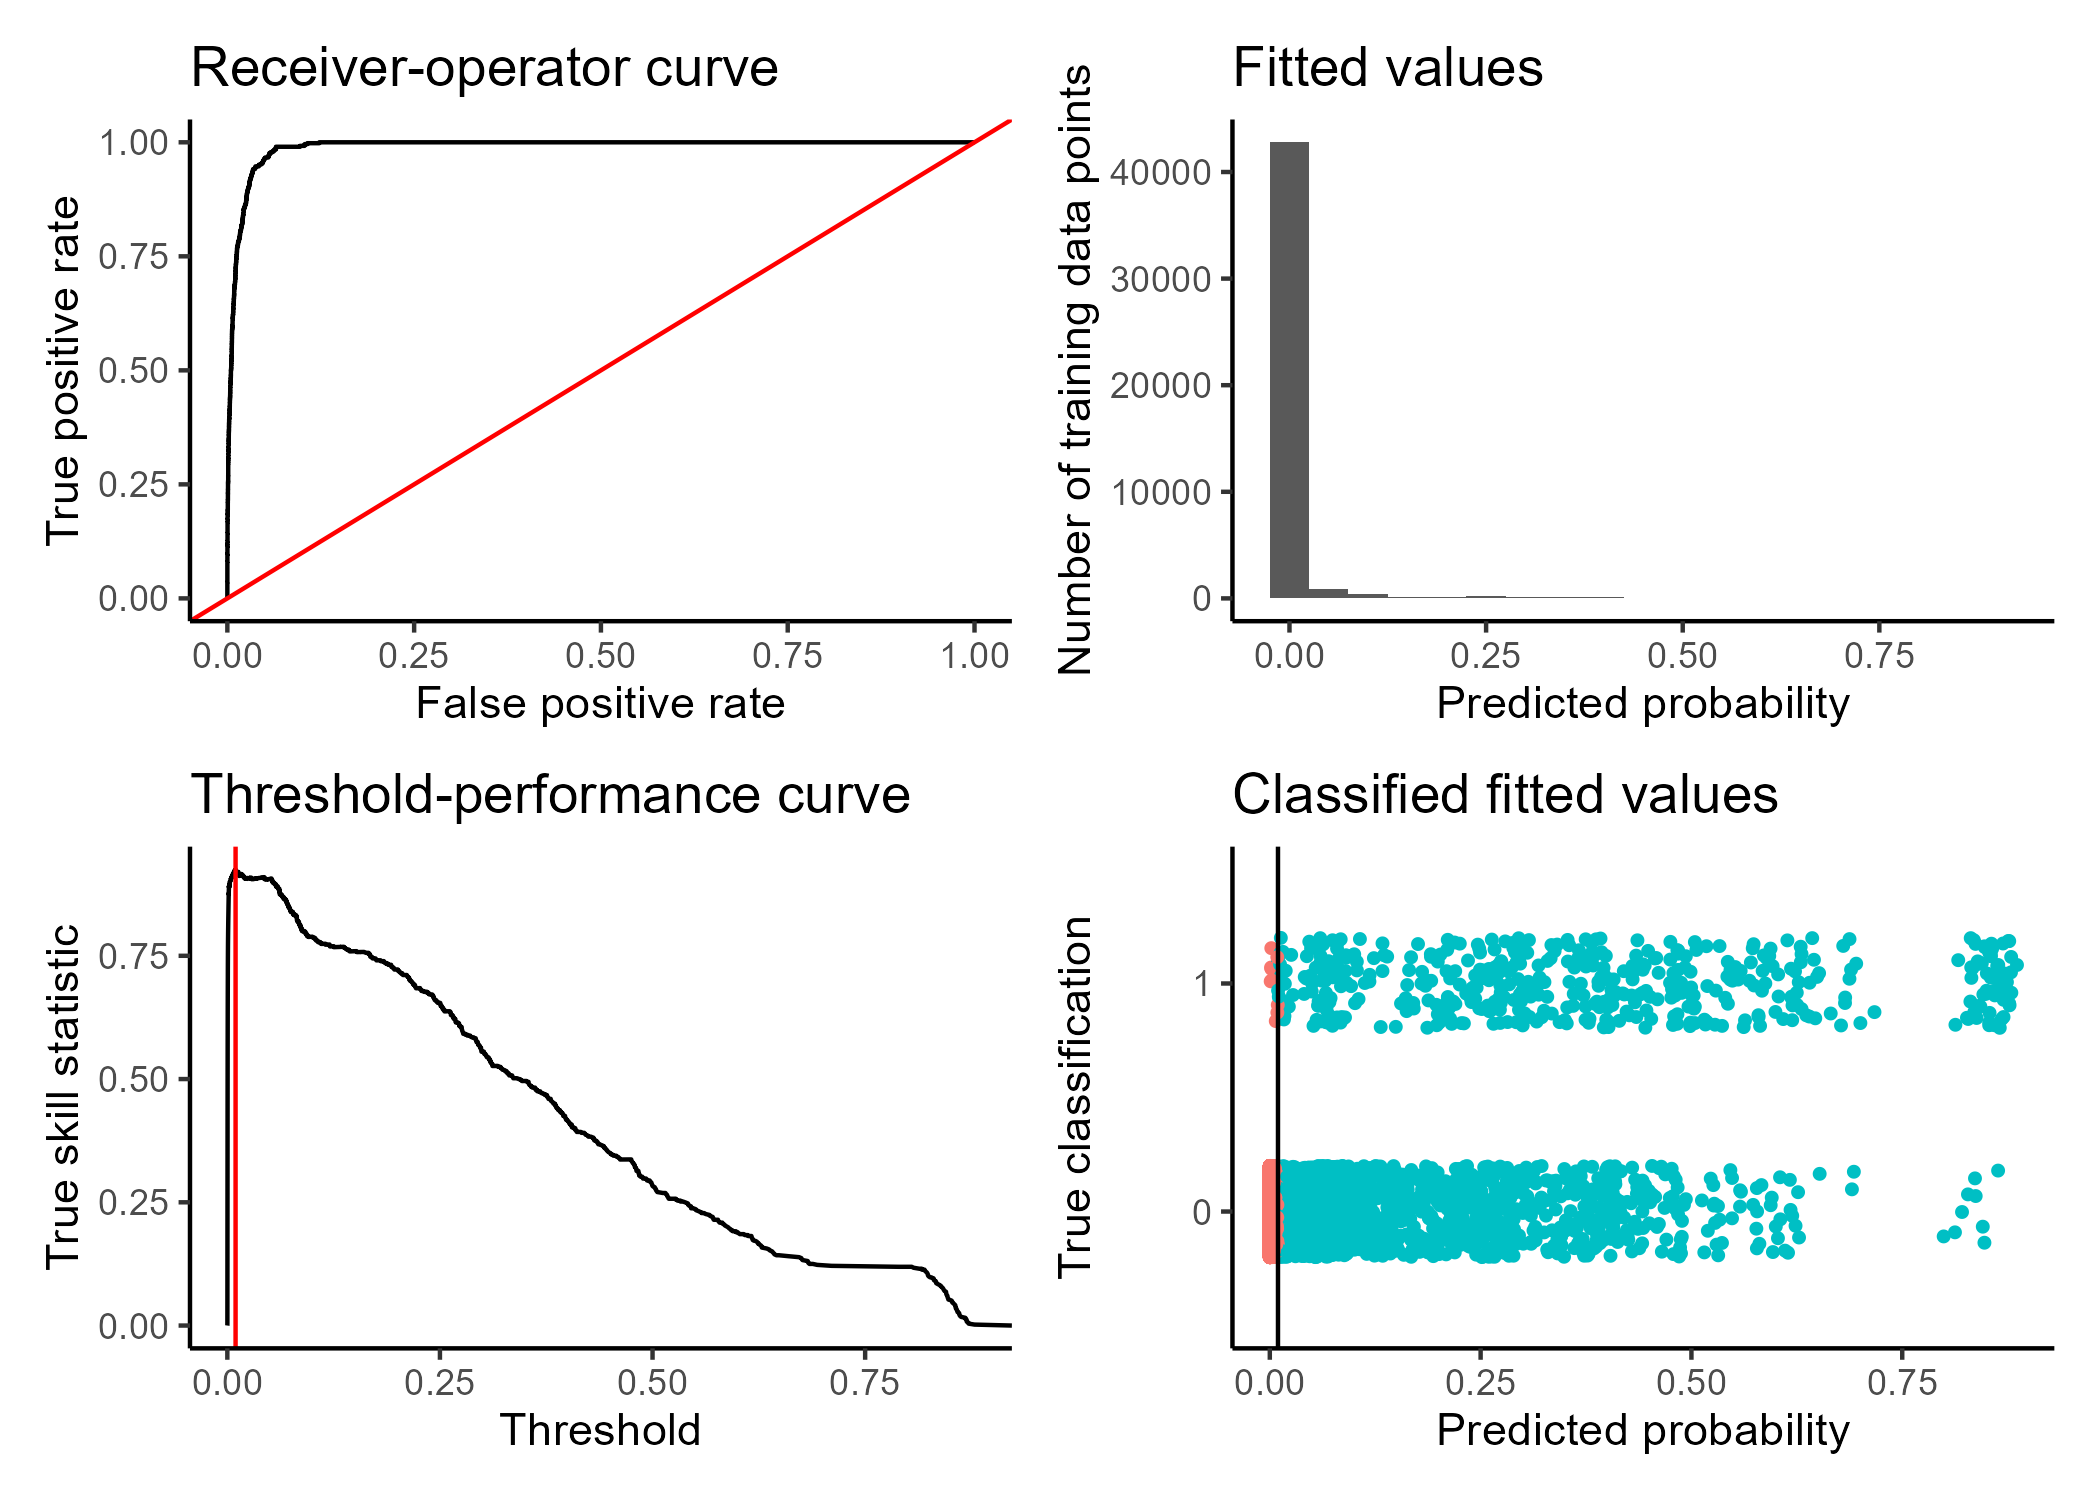 Receiver-operator curve
True positive rate
1.00
0.75
0.50
0.25
0.00
0.00 0.25 0.50 0.75 1.00
False positive rate
Fitted values
Number of training data points
40000
30000
20000
10000
0
0.00 0.25 0.50 0.75
Predicted probability
Threshold-performance curve
True skill statistic
0.75
0.50
0.25
0.00
0.00 0.25 0.50 0.75
Threshold
Classified fitted values
True classification
1
0
0.00 0.25 0.50 0.75
Predicted probability